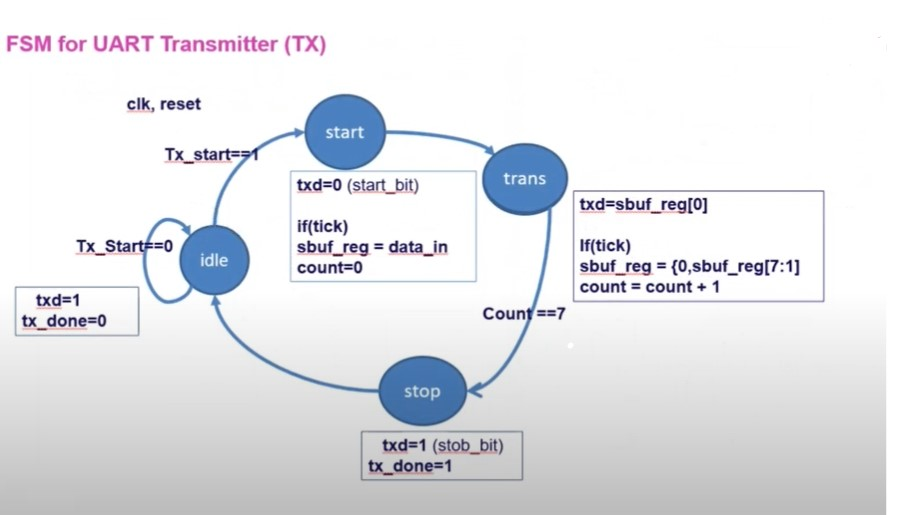 FSM for UART Transmitter (TX)
clk, reset
start
Tx_start==1
txd=0 (start_bit)
if(tick)
sbuf_reg = data_in
count=0
trans
txd=sbuf_reg[0]
If(tick)
sbuf_reg = {0,sbuf_reg[7:1]
count = count + 1
Tx_Start==0
idle
txd=1
tx_done=0
Count ==7
stop
txd=1 (stob_bit)
tx_done=1